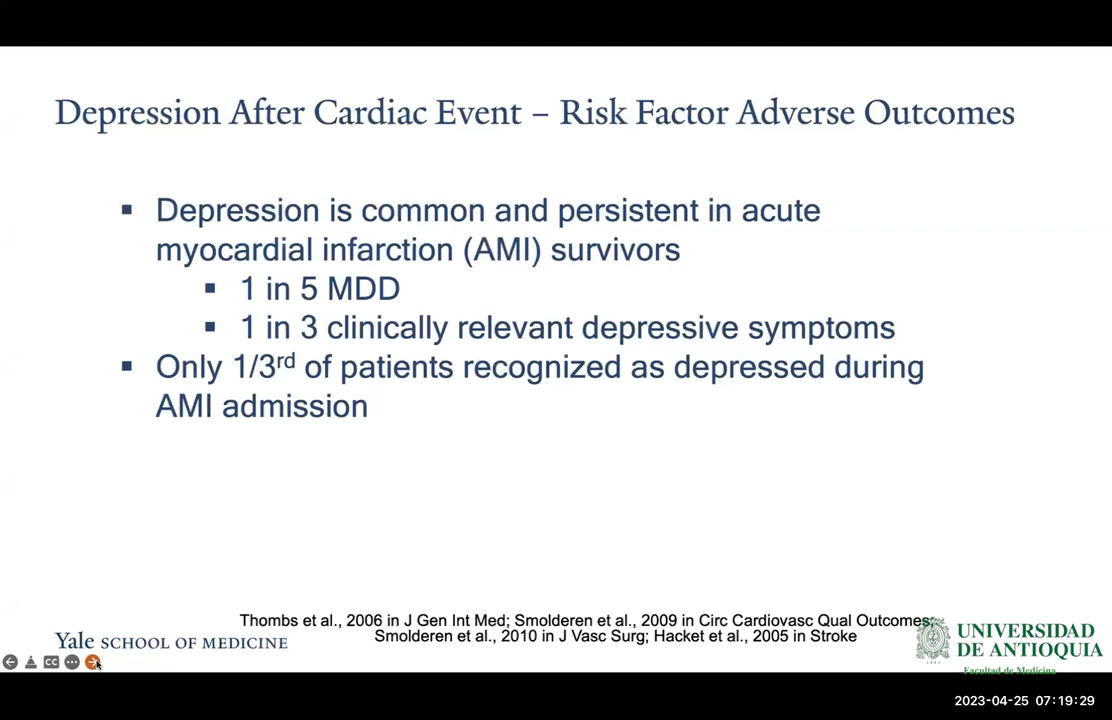 Depression After Cardiac Event – Risk Factor Adverse Outcomes
▪ Depression is common and persistent in acute
myocardial infarction (AMI) survivors
▪ 1 in 5 MDD
▪ 1 in 3 clinically relevant depressive symptoms
▪ Only 1/3rd of patients recognized as depressed during
AMI admission
Thombs et al., 2006 in J Gen Int Med; Smolderen et al., 2009 in Circ Cardiovasc Qual Outcomes;
Smolderen et al., 2010 in J Vasc Surg; Hacket et al., 2005 in Stroke
Yale SCHOOL OF MEDICINE
UNIVERSIDAD
DE ANTIOQUIA
Facultad de Medicina
CC
2023-04-25 07:19:29